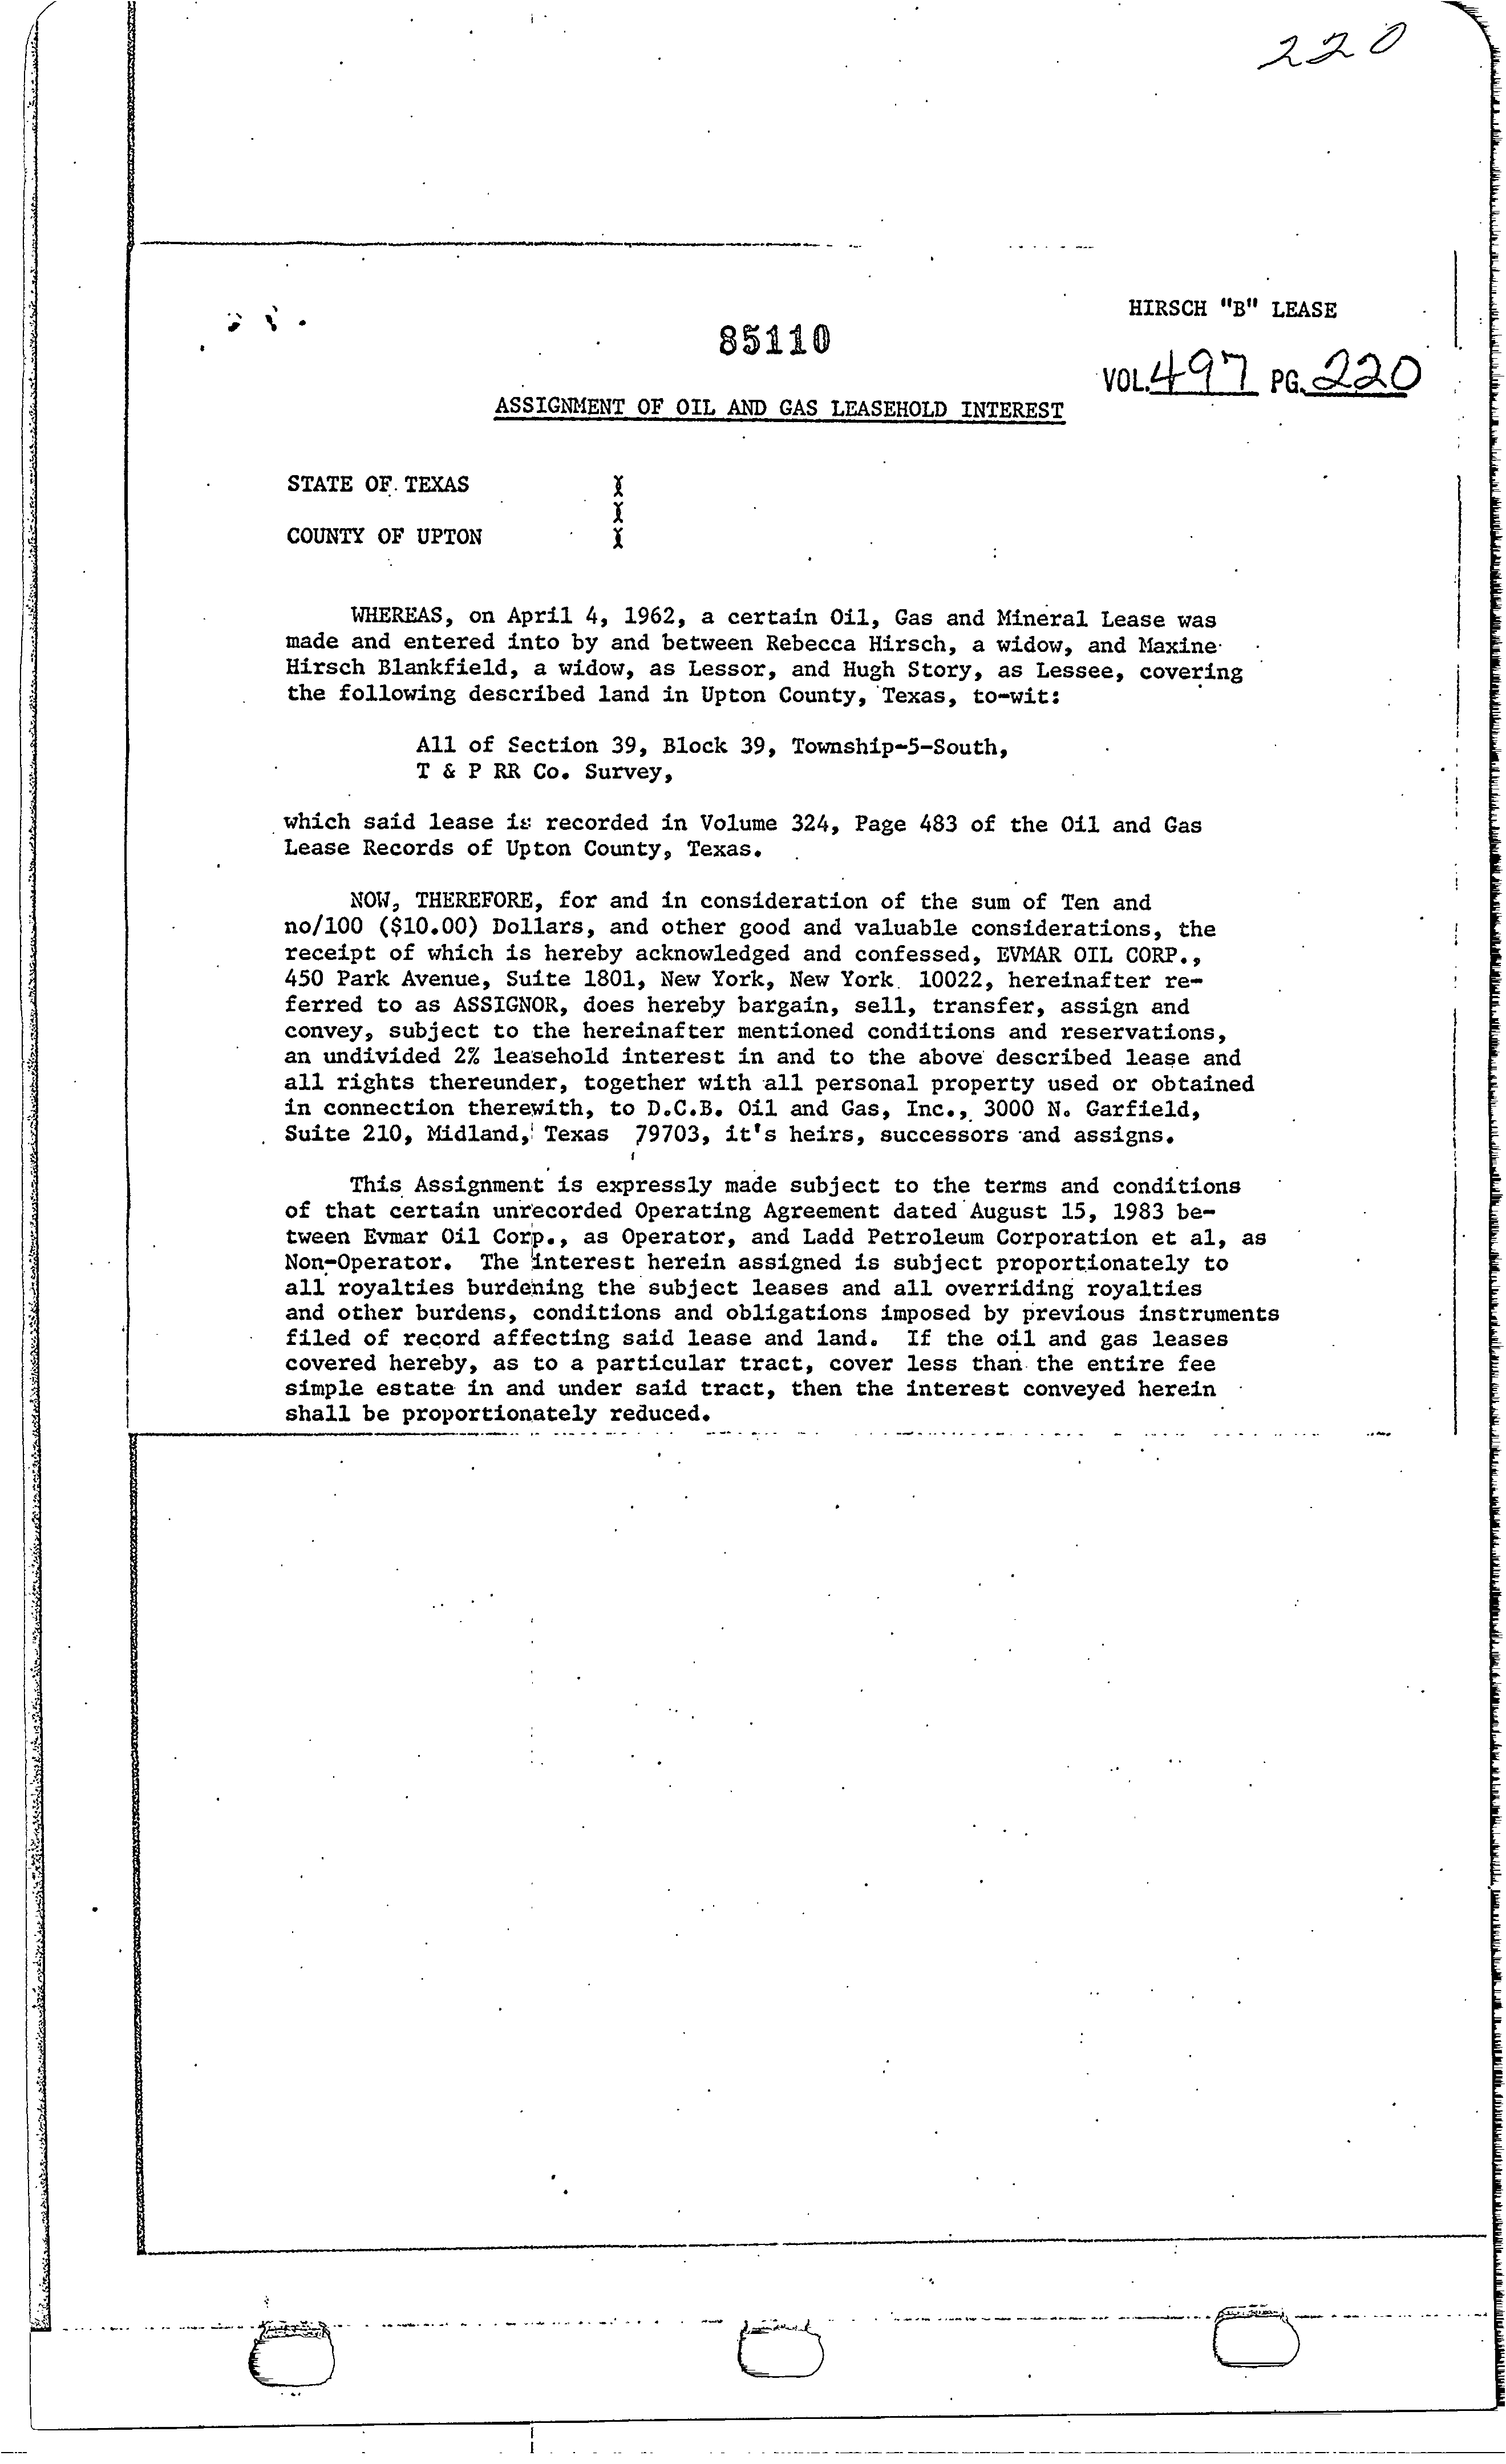 220
HIRSCH "B" LEASE
85110
VOL. 497 PG. 220
ASSIGNMENT OF OIL AND GAS LEASEHOLD INTEREST
STATE OF TEXAS X
X
COUNTY OF UPTON X
WHEREAS, on April 4, 1962, a certain Oil, Gas and Mineral Lease was
made and entered into by and between Rebecca Hirsch, a widow, and Maxine
Hirsch Blankfield, a widow, as Lessor, and Hugh Story, as Lessee, covering
the following described land in Upton County, Texas, to-wit:
All of Section 39, Block 39, Township-5-South,
T & P RR Co. Survey,
which said lease is recorded in Volume 324, Page 483 of the Oil and Gas
Lease Records of Upton County, Texas.
NOW, THEREFORE, for and in consideration of the sum of Ten and
no/100 ($10.00) Dollars, and other good and valuable considerations, the
receipt of which is hereby acknowledged and confessed, EVMAR OIL CORP.,
450 Park Avenue, Suite 1801, New York, New York 10022, hereinafter re-
ferred to as ASSIGNOR, does hereby bargain, sell, transfer, assign and
convey, subject to the hereinafter mentioned conditions and reservations,
an undivided 2% leasehold interest in and to the above described lease and
all rights thereunder, together with all personal property used or obtained
in connection therewith, to D.C.B. Oil and Gas, Inc., 3000 N. Garfield,
Suite 210, Midland, Texas 79703, it's heirs, successors and assigns.
This Assignment is expressly made subject to the terms and conditions
of that certain unrecorded Operating Agreement dated August 15, 1983 be-
tween Evmar Oil Corp., as Operator, and Ladd Petroleum Corporation et al, as
Non-Operator. The interest herein assigned is subject proportionately to
all royalties burdening the subject leases and all overriding royalties
and other burdens, conditions and obligations imposed by previous instruments
filed of record affecting said lease and land. If the oil and gas leases
covered hereby, as to a particular tract, cover less than the entire fee
simple estate in and under said tract, then the interest conveyed herein
shall be proportionately reduced.